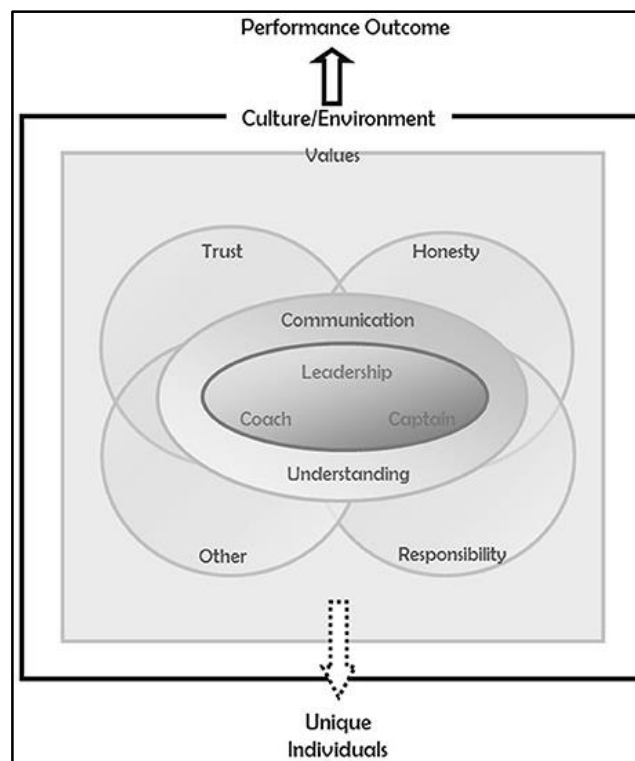 Performance Outcome
Culture/Environment
Values
Trust
Honesty
Communication
Leadership
Coach
Captain
Understanding
Other
Responsibility
Unique
Individuals